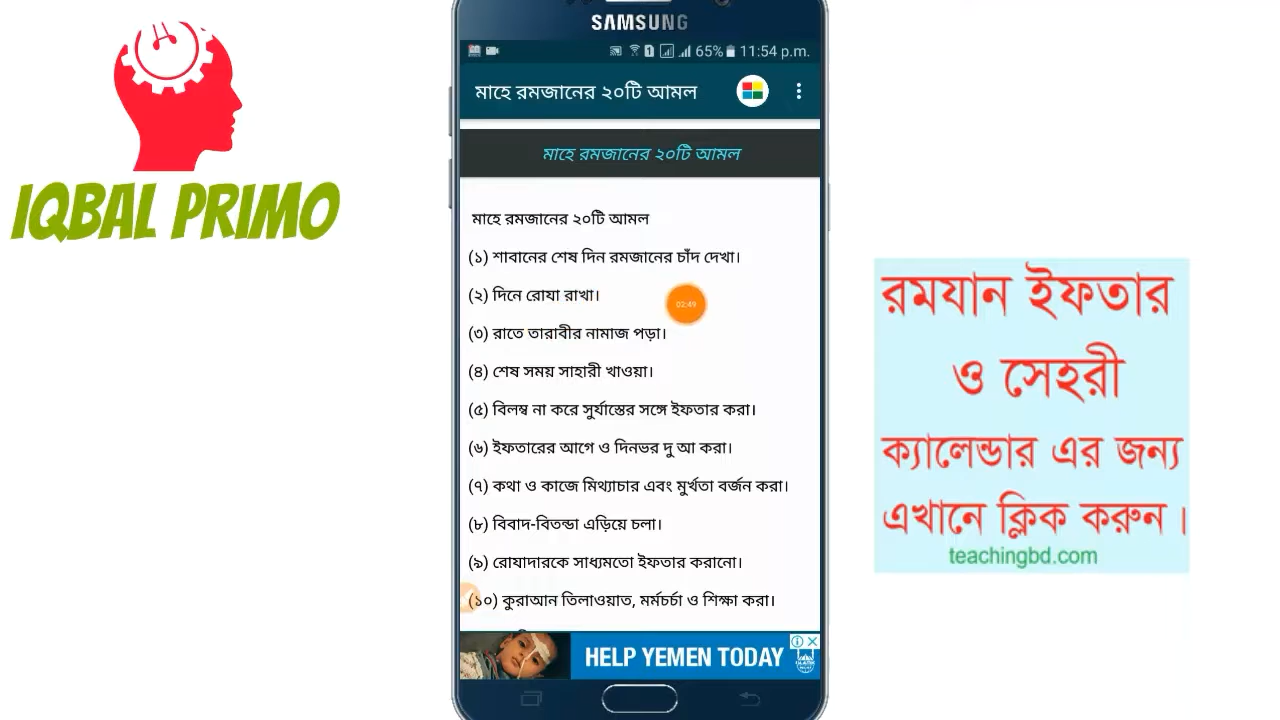 IQBAL PRIMO
SAMSUNG
65% 11:54 p.m.
মাহে রমজানের ২০টি আমল
মাহে রমজানের ২০টি আমল
মাহে রমজানের ২০টি আমল
(১) শাবানের শেষ দিন রমজানের চাঁদ দেখা।
(২) দিনে রোযা রাখা।
02:49
(৩) রাতে তারাবীর নামাজ পড়া।
(৪) শেষ সময় সাহারী খাওয়া।
(৫) বিলম্ব না করে সুর্যাস্তের সঙ্গে ইফতার করা।
(৬) ইফতারের আগে ও দিনভর দু আ করা।
(৭) কথা ও কাজে মিথ্যাচার এবং মুর্খতা বর্জন করা।
(৮) বিবাদ-বিতন্ডা এড়িয়ে চলা।
(৯) রোযাদারকে সাধ্যমতো ইফতার করানো।
(১০) কুরাআন তিলাওয়াত, মর্মচর্চা ও শিক্ষা করা।
HELP YEMEN TODAY
রমযান ইফতার
ও সেহরী
ক্যালেন্ডার এর জন্য
এখানে ক্লিক করুন।
teachingbd.com